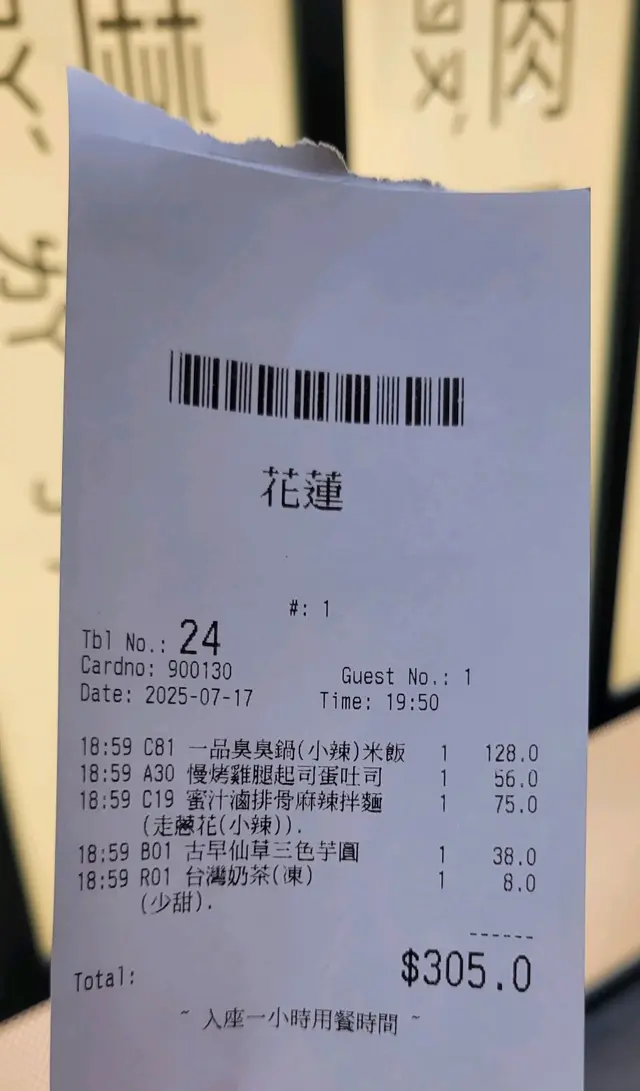 花蓮
#: 1
Tbl No.: 24
Cardno: 900130 Guest No.: 1
Date: 2025-07-17 Time: 19:50
18:59 C81 一品臭臭鍋(小辣)米飯 1 128.0
18:59 A30 慢烤雞腿起司蛋吐司 1 56.0
18:59 C19 蜜汁滷排骨麻辣拌麵 1 75.0
(走蔥花(小辣)).
18:59 B01 古早仙草三色芋圓 1 38.0
18:59 R01 台灣奶茶(凍) 1 8.0
(少甜).
------
Total: $305.0
~ 入座一小時用餐時間 ~